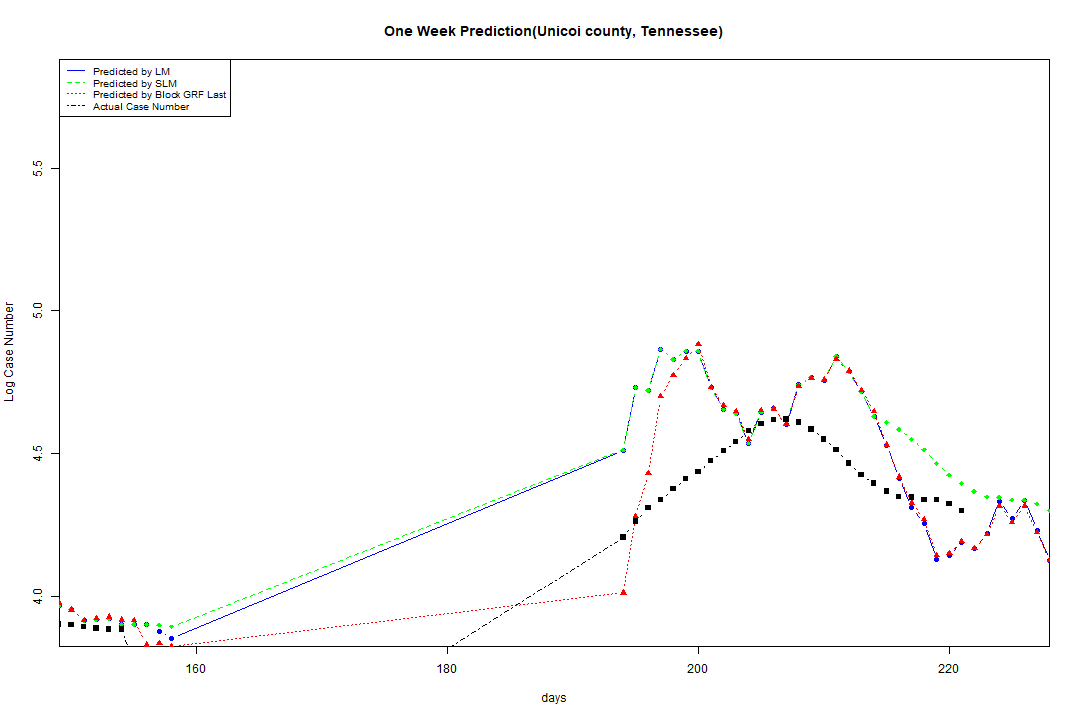 One Week Prediction(Unicoi county, Tennessee)
Predicted by LM
Predicted by SLM
Predicted by Block GRF Last
Actual Case Number
5.5
5.0
4.5
4.0
Log Case Number
160 180 200 220
days